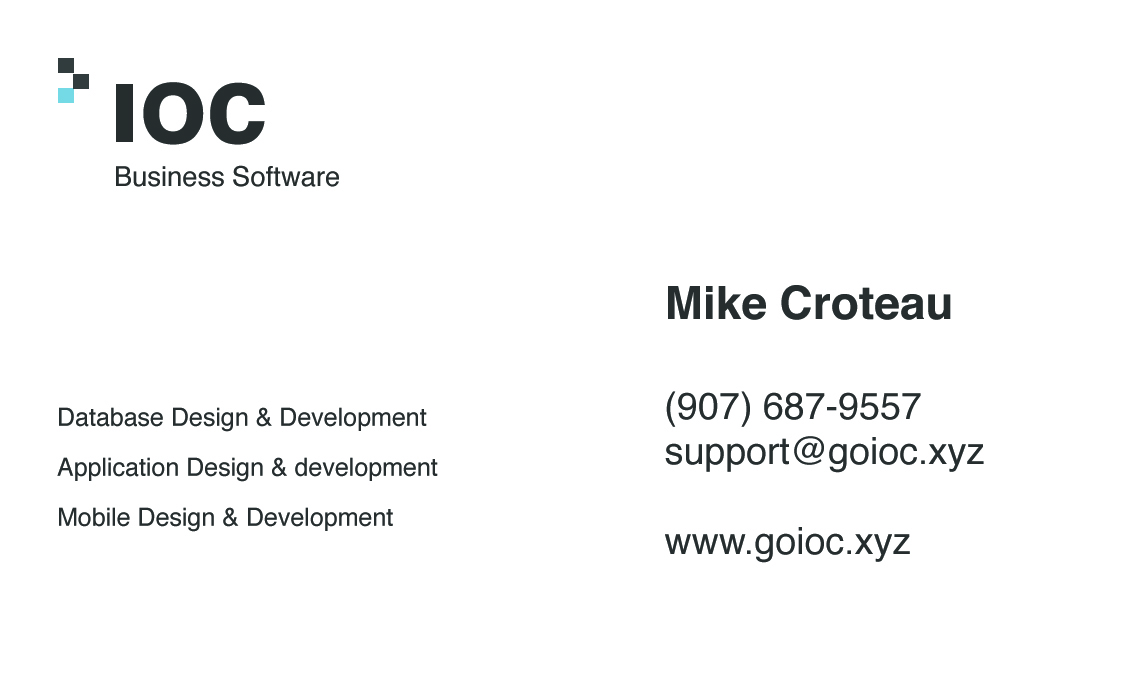 IOC
Business Software
Mike Croteau
(907) 687-9557
support@goioc.xyz
www.goioc.xyz
Database Design & Development
Application Design & development
Mobile Design & Development